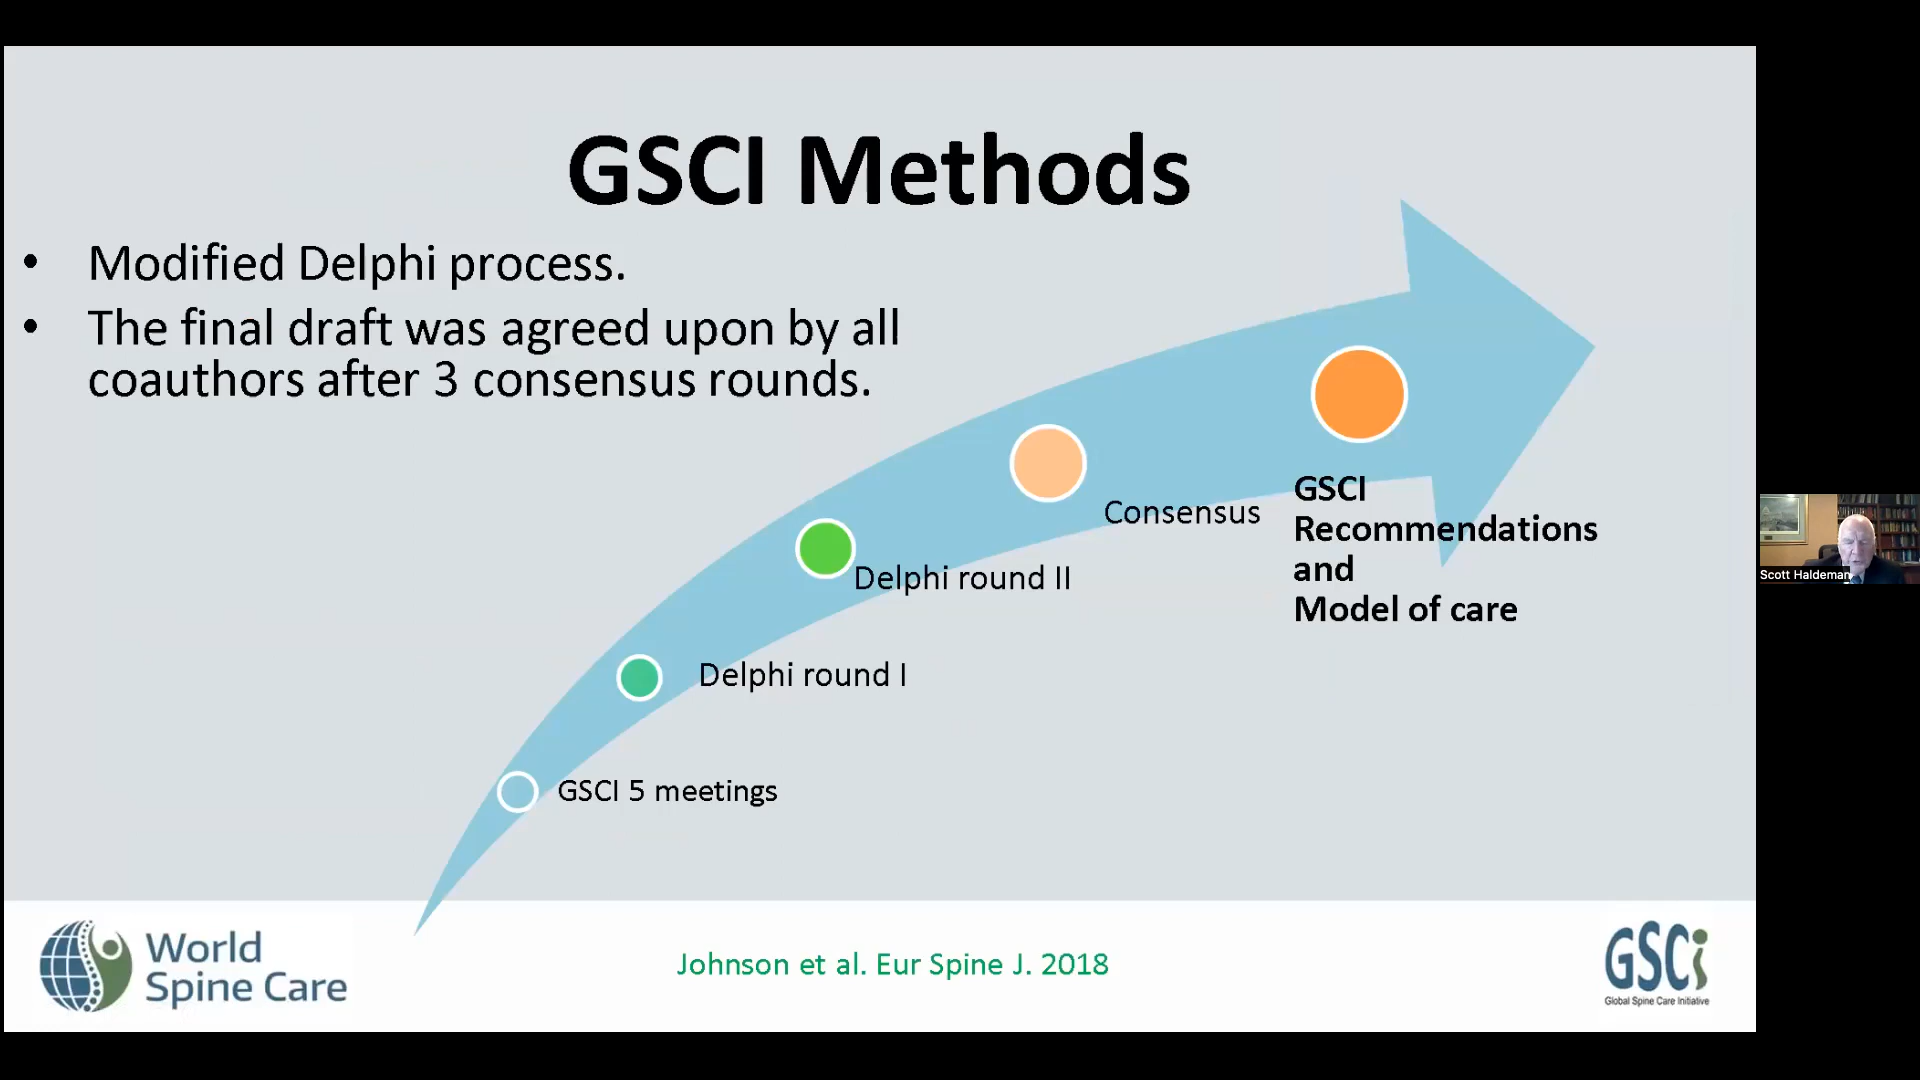 GSCI Methods
• Modified Delphi process.
• The final draft was agreed upon by all
coauthors after 3 consensus rounds.
GSCI
Recommendations
and
Model of care
Consensus
Delphi round II
Delphi round I
GSCI 5 meetings
Scott Haldeman
World
Spine Care
Johnson et al. Eur Spine J. 2018
GSCi
Global Spine Care Initiative